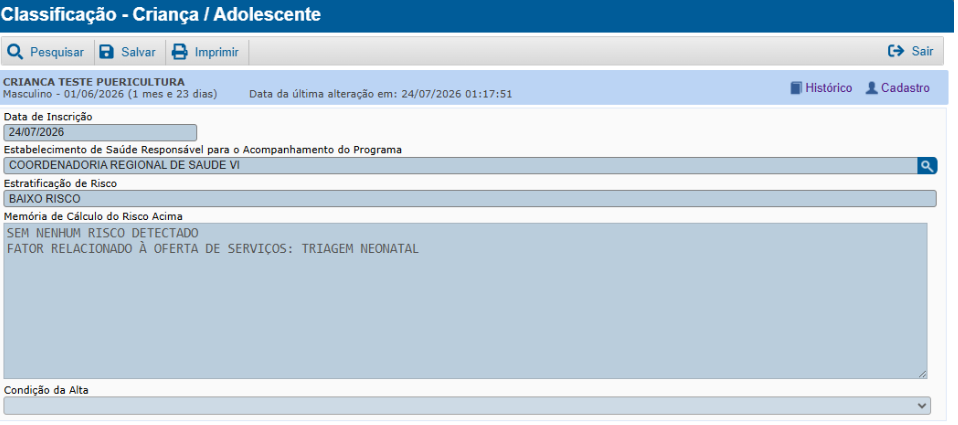 Classificação - Criança / Adolescente
Pesquisar Salvar Imprimir Sair
CRIANCA TESTE PUERICULTURA
Masculino - 01/06/2026 (1 mes e 23 dias) Data da última alteração em: 24/07/2026 01:17:51 Histórico Cadastro
Data de Inscrição
24/07/2026
Estabelecimento de Saúde Responsável para o Acompanhamento do Programa
COORDENADORIA REGIONAL DE SAUDE VI
Estratificação de Risco
BAIXO RISCO
Memória de Cálculo do Risco Acima
SEM NENHUM RISCO DETECTADO
FATOR RELACIONADO À OFERTA DE SERVIÇOS: TRIAGEM NEONATAL
Condição da Alta